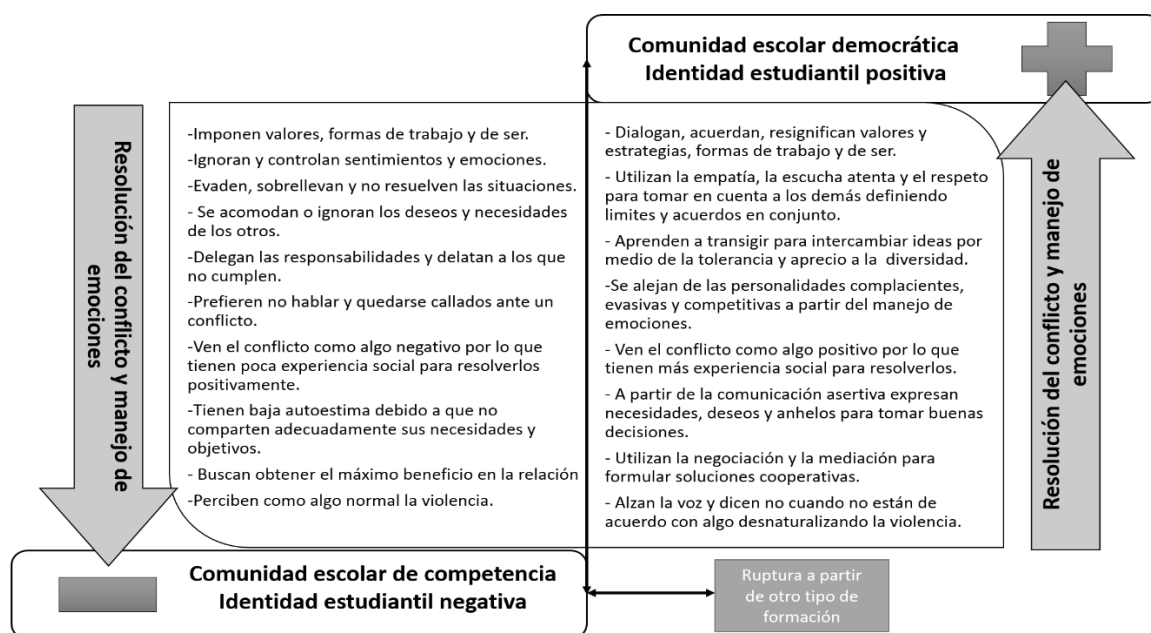 Comunidad escolar democrática
Identidad estudiantil positiva
Resolución del conflicto y manejo de
emociones
-Imponen valores, formas de trabajo y de ser.
-Ignoran y controlan sentimientos y emociones.
-Evaden, sobrellevan y no resuelven las situaciones.
- Se acomodan o ignoran los deseos y necesidades
de los otros.
-Delegan las responsabilidades y delatan a los que
no cumplen.
-Prefieren no hablar y quedarse callados ante un
conflicto.
-Ven el conflicto como algo negativo por lo que
tienen poca experiencia social para resolverlos
positivamente.
-Tienen baja autoestima debido a que no
comparten adecuadamente sus necesidades y
objetivos.
- Buscan obtener el máximo beneficio en la relación
-Perciben como algo normal la violencia.
- Dialogan, acuerdan, resignifican valores y
estrategias, formas de trabajo y de ser.
- Utilizan la empatía, la escucha atenta y el respeto
para tomar en cuenta a los demás definiendo
limites y acuerdos en conjunto.
- Aprenden a transigir para intercambiar ideas por
medio de la tolerancia y aprecio a la diversidad.
-Se alejan de las personalidades complacientes,
evasivas y competitivas a partir del manejo de
emociones.
- Ven el conflicto como algo positivo por lo que
tienen más experiencia social para resolverlos.
- A partir de la comunicación asertiva expresan
necesidades, deseos y anhelos para tomar buenas
decisiones.
- Utilizan la negociación y la mediación para
formular soluciones cooperativas.
- Alzan la voz y dicen no cuando no están de
acuerdo con algo desnaturalizando la violencia.
Resolución del conflicto y manejo de
emociones
Comunidad escolar de competencia
Identidad estudiantil negativa
Ruptura a partir
de otro tipo de
formación